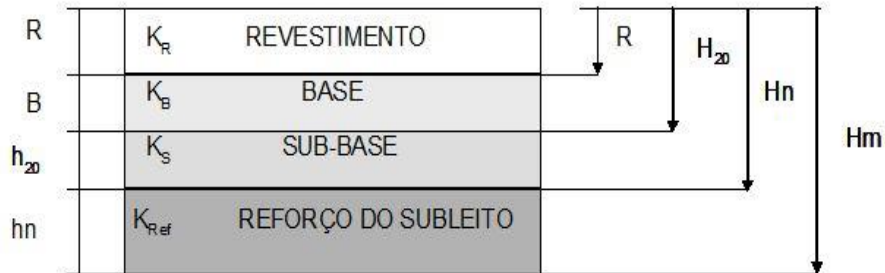 R K_R REVESTIMENTO R H_20
B K_B BASE Hn
h_20 K_S SUB-BASE Hm
hn K_Ref REFORÇO DO SUBLEITO